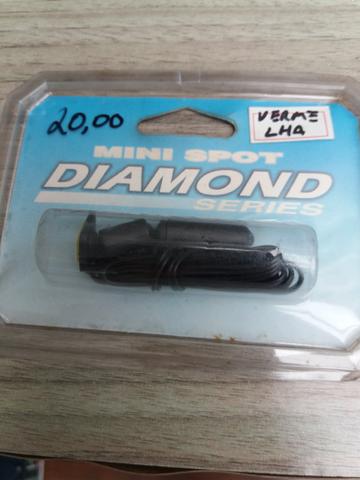 20,00
VERME
LHA
MINI SPOT
DIAMOND
SERIES